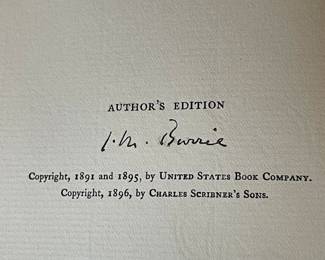 AUTHOR'S EDITION
J. M. Barrie
Copyright, 1891 and 1895, by UNITED STATES BOOK COMPANY.
Copyright, 1896, by CHARLES SCRIBNER'S SONS.